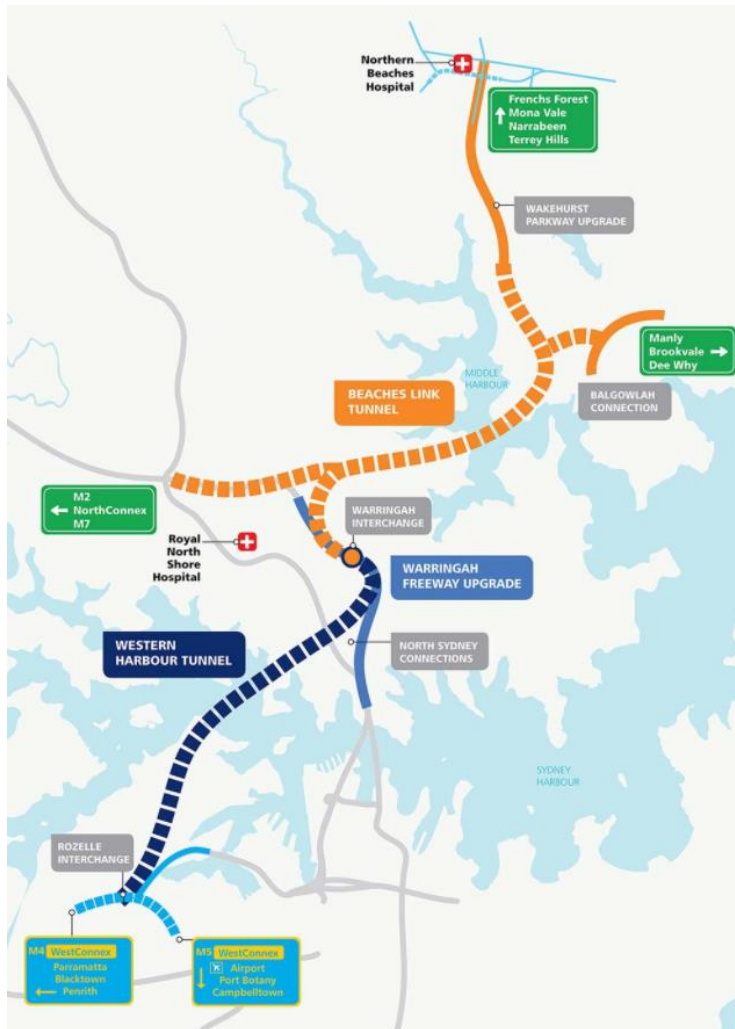 Northern
Beaches
Hospital
Frenchs Forest
Mona Vale
Narrabeen
Terrey Hills
WAKEHURST
PARKWAY UPGRADE
Manly
Brookvale
Dee Why
MIDDLE
HARBOUR
BEACHES LINK
TUNNEL
BALGOWLAH
CONNECTION
M2
NorthConnex
M7
WARRINGAH
INTERCHANGE
Royal
North
Shore
Hospital
WARRINGAH
FREEWAY UPGRADE
WESTERN
HARBOUR TUNNEL
NORTH SYDNEY
CONNECTIONS
SYDNEY
HARBOUR
ROZELLE
INTERCHANGE
M4 WestConnex
Parramatta
Blacktown
Penrith
M5 WestConnex
Airport
Port Botany
Campbelltown